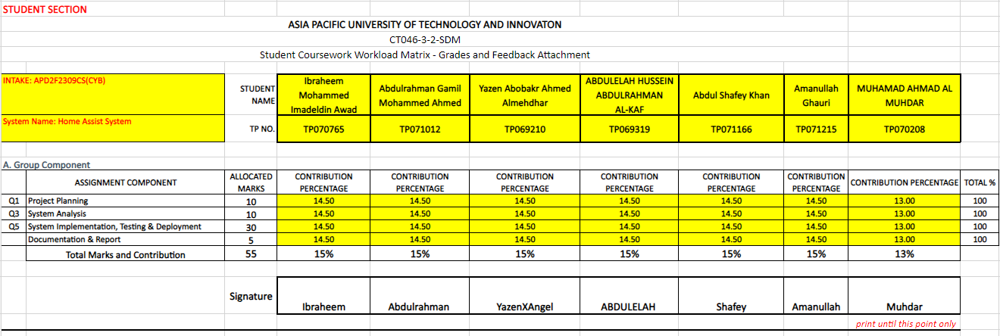 STUDENT SECTION
ASIA PACIFIC UNIVERSITY OF TECHNOLOGY AND INNOVATON
CT046-3-2-SDM
Student Coursework Workload Matrix - Grades and Feedback Attachment
INTAKE: APD2F2309CS(CYB)
STUDENT NAME
Ibraheem Mohammed Imadeldin Awad
Abdulrahman Gamil Mohammed Ahmed
Yazen Abobakr Ahmed Almehdhar
ABDULELAH HUSSEIN ABDULRAHMAN AL-KAF
Abdul Shafey Khan
Amanullah Ghauri
MUHAMAD AHMAD AL MUHDAR
System Name: Home Assist System
TP NO. TP070765 TP071012 TP069210 TP069319 TP071166 TP071215 TP070208
A. Group Component
ASSIGNMENT COMPONENT ALLOCATED MARKS CONTRIBUTION PERCENTAGE CONTRIBUTION PERCENTAGE CONTRIBUTION PERCENTAGE CONTRIBUTION PERCENTAGE CONTRIBUTION PERCENTAGE CONTRIBUTION PERCENTAGE CONTRIBUTION PERCENTAGE TOTAL %
Q1 Project Planning 10 14.50 14.50 14.50 14.50 14.50 14.50 13.00 100
Q3 System Analysis 10 14.50 14.50 14.50 14.50 14.50 14.50 13.00 100
Q5 System Implementation, Testing & Deployment 30 14.50 14.50 14.50 14.50 14.50 14.50 13.00 100
Documentation & Report 5 14.50 14.50 14.50 14.50 14.50 14.50 13.00 100
Total Marks and Contribution 55 15% 15% 15% 15% 15% 15% 13%
Signature Ibraheem Abdulrahman YazenXAngel ABDULELAH Shafey Amanullah Muhdar
print until this point only